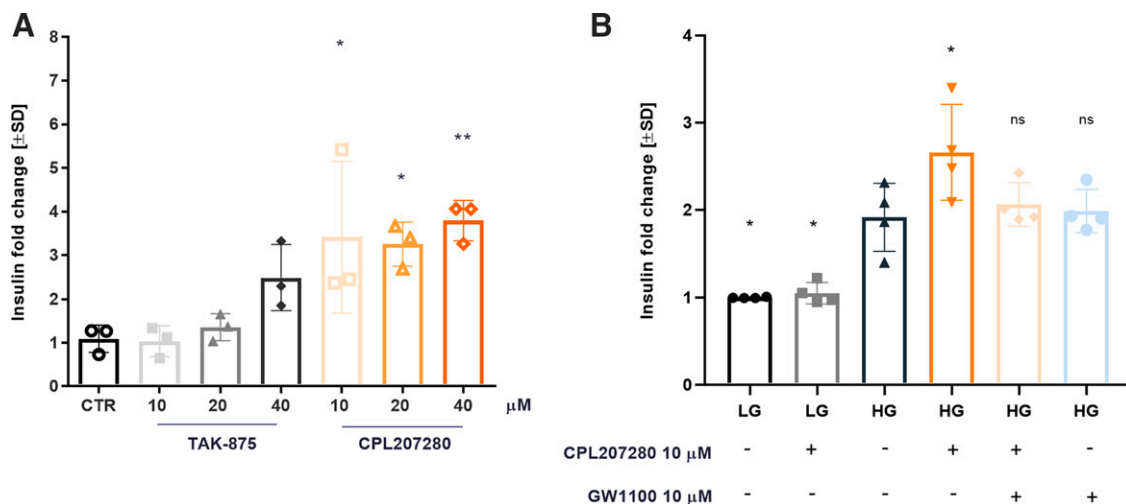 A
Insulin fold change [±SD]
8
7
6
5
4
3
2
1
0
*
*
**
CTR 10 20 40 10 20 40 μM
TAK-875 CPL207280
B
Insulin fold change [±SD]
4
3
2
1
0
* * * ns ns
LG LG HG HG HG HG
CPL207280 10 μM - + - + + -
GW1100 10 μM - - - - + +